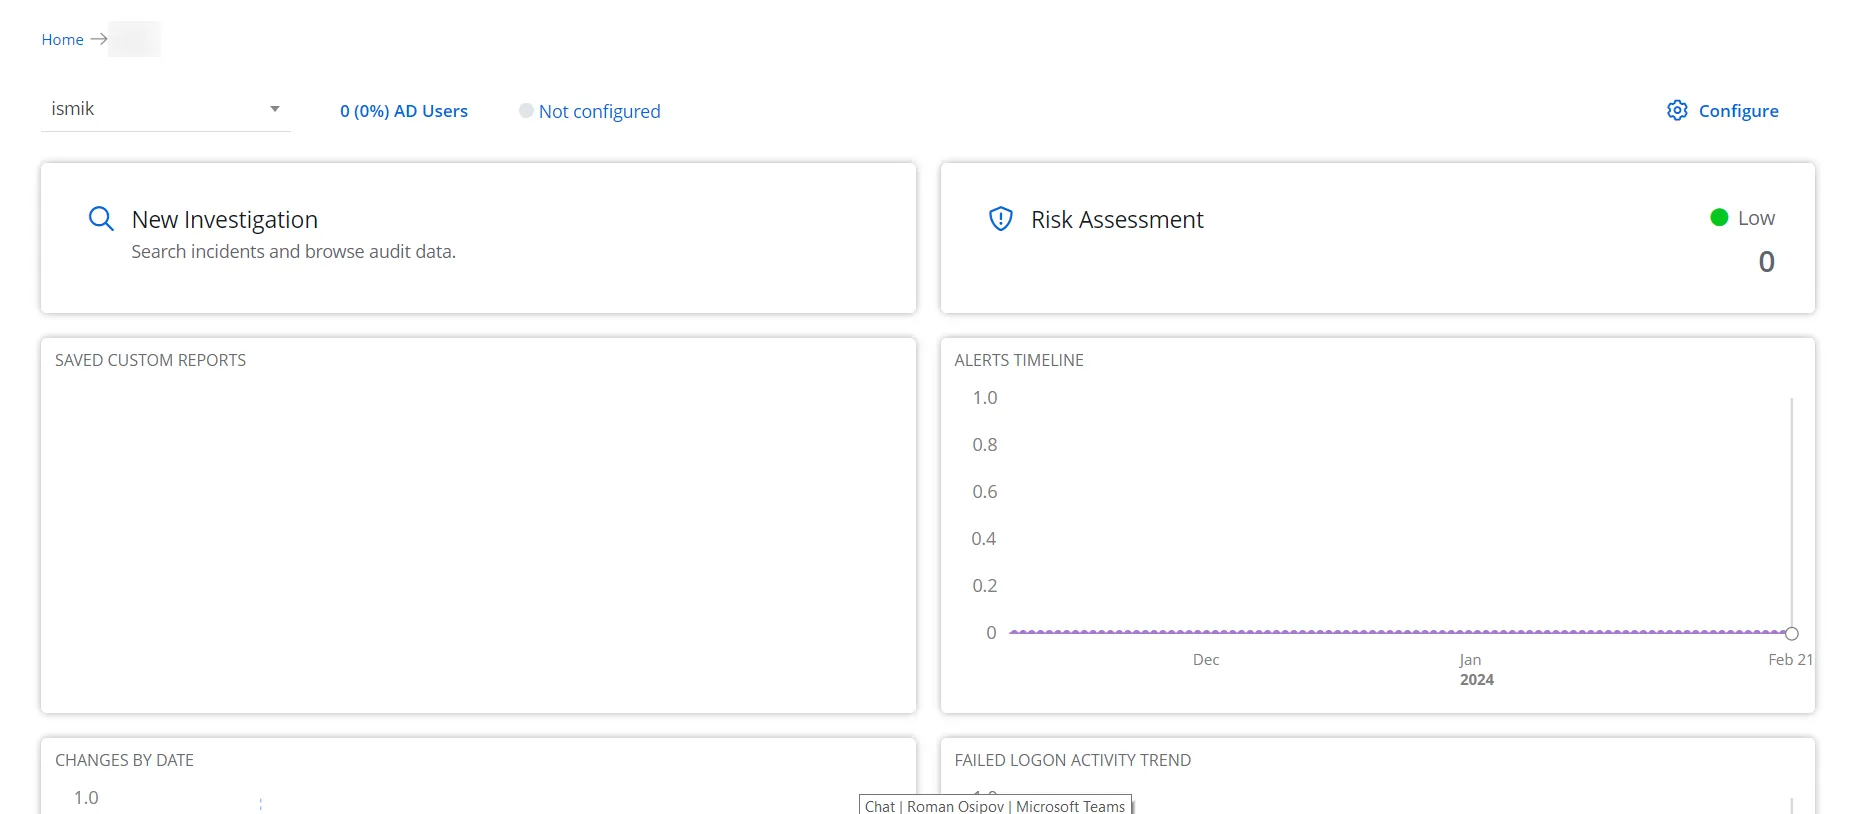 Home
ismik
0 (0%) AD Users
Not configured
Configure
New Investigation
Search incidents and browse audit data.
Risk Assessment
Low
0
SAVED CUSTOM REPORTS
ALERTS TIMELINE
1.0
0.8
0.6
0.4
0.2
0
Dec
Jan
Feb 21
2024
CHANGES BY DATE
1.0
FAILED LOGON ACTIVITY TREND
1.0
Chat | Roman Osipov | Microsoft Teams